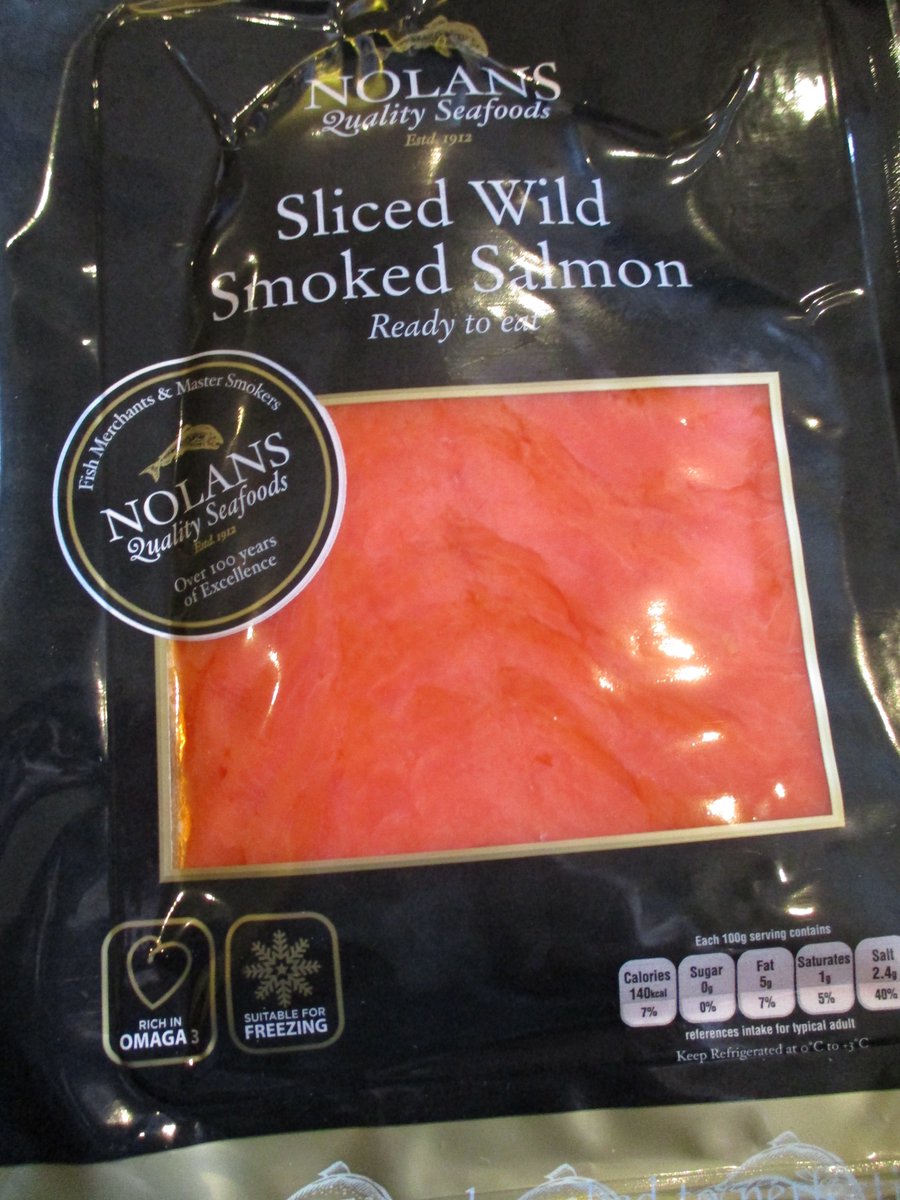 NOLANS
Quality Seafoods
Estd. 1912
Sliced Wild
Smoked Salmon
Ready to eat
Fish Merchants & Master Smokers
NOLANS
Quality Seafoods
Estd. 1912
Over 100 years
of Excellence
RICH IN
OMAGA 3
SUITABLE FOR
FREEZING
Each 100g serving contains
Calories
140kcal
7%
Sugar
0g
0%
Fat
5g
7%
Saturates
1g
5%
Salt
2.4g
40%
references intake for typical adult
Keep Refrigerated at 0°C to +3°C